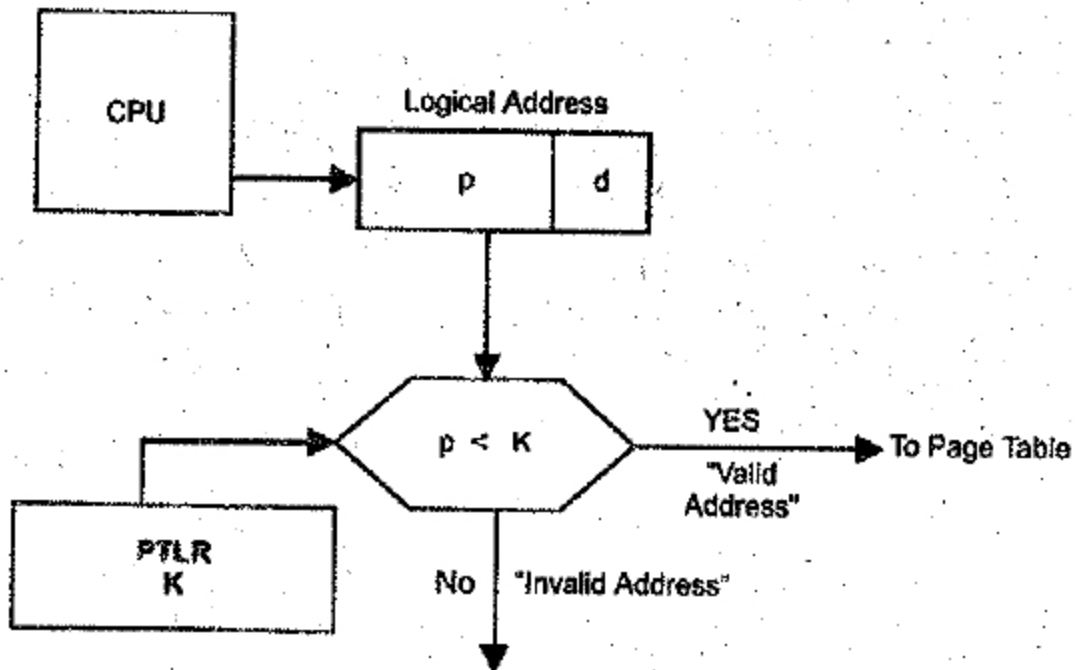 CPU
Logical Address
p d
p < K
YES
To Page Table
"Valid
Address"
PTLR
K
No
"Invalid Address"